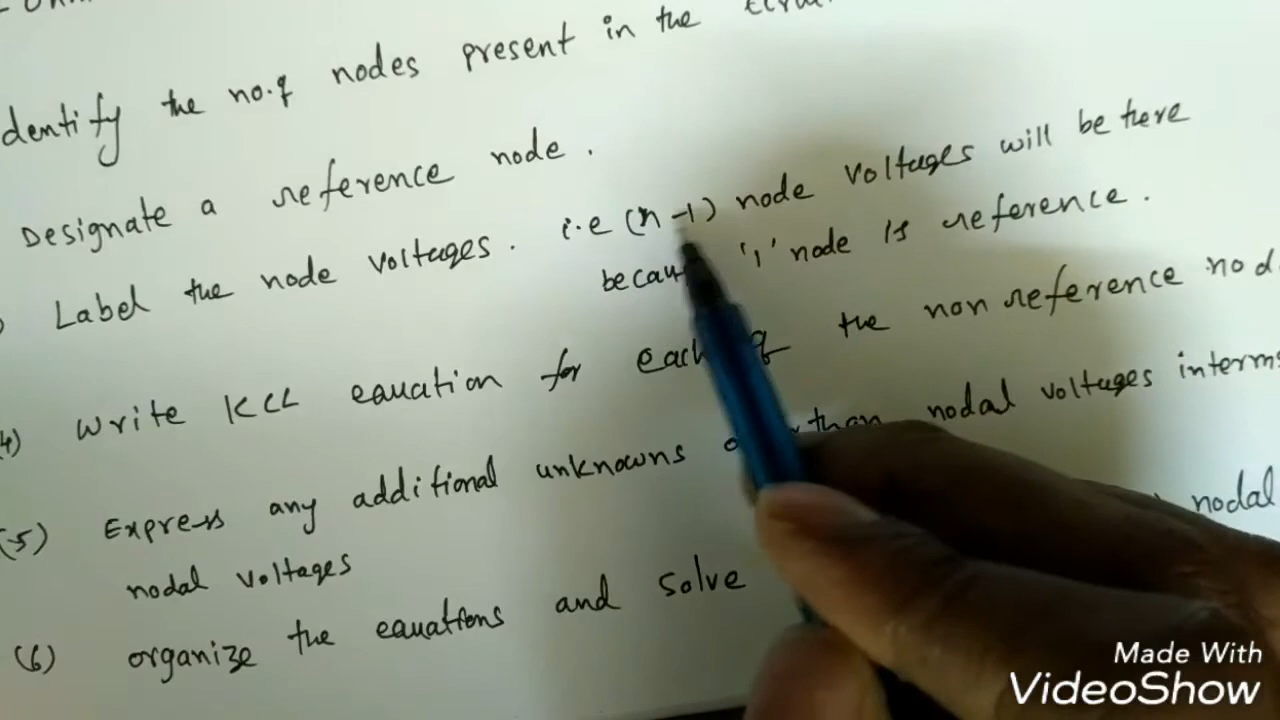 dentify the no.of nodes present in the
Designate a reference node.
Label the node voltages. i.e (n-1) node voltages will be there
because '1' node is reference.
(4) Write KCL equation for each of the non reference nod
(5) Express any additional unknowns than nodal voltages interms
nodal voltages
nodal
(6) organize the equations and solve
Made With
VideoShow